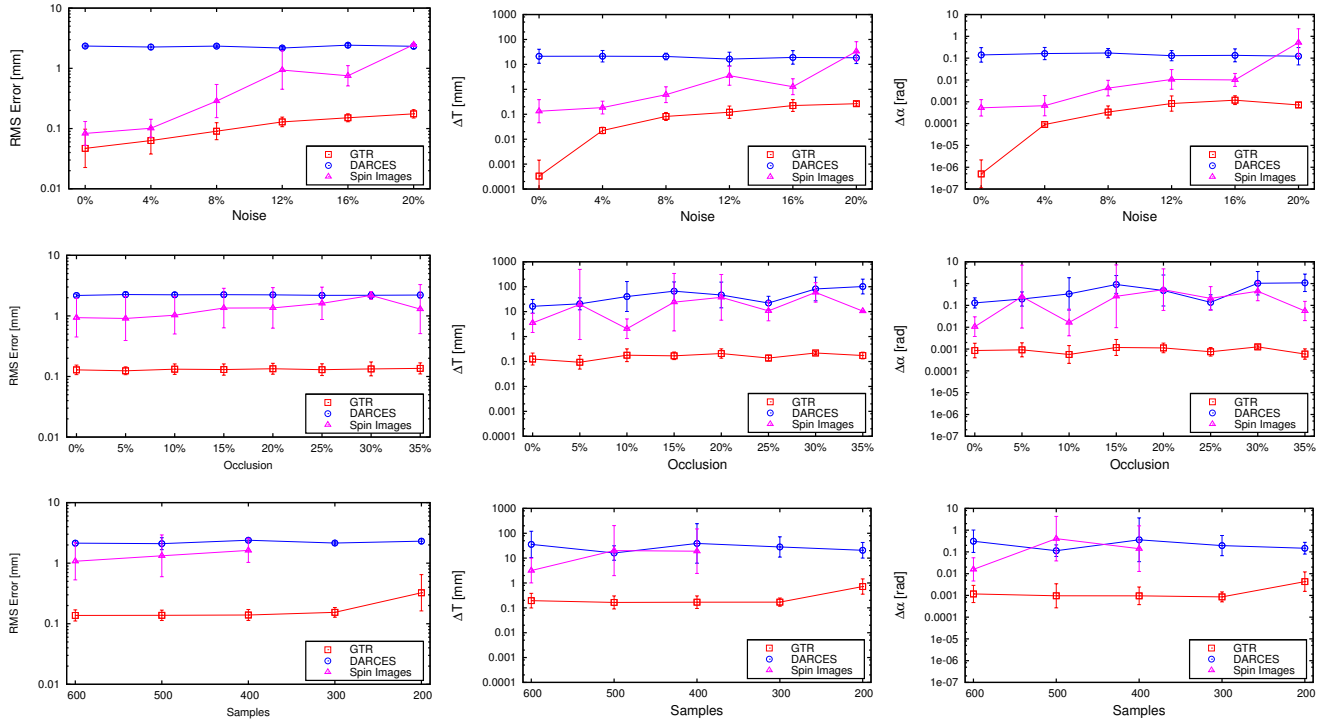 RMS Error [mm]
10
1
0.1
0.01
0% 4% 8% 12% 16% 20%
Noise
GTR
DARCES
Spin Images
ΔT [mm]
1000
100
10
1
0.1
0.01
0.001
0.0001
0% 4% 8% 12% 16% 20%
Noise
GTR
DARCES
Spin Images
Δα [rad]
10
1
0.1
0.01
0.001
0.0001
1e-05
1e-06
1e-07
0% 4% 8% 12% 16% 20%
Noise
GTR
DARCES
Spin Images
RMS Error [mm]
10
1
0.1
0.01
0% 5% 10% 15% 20% 25% 30% 35%
Occlusion
GTR
DARCES
Spin Images
ΔT [mm]
1000
100
10
1
0.1
0.01
0.001
0.0001
0% 5% 10% 15% 20% 25% 30% 35%
Occlusion
GTR
DARCES
Spin Images
Δα [rad]
10
1
0.1
0.01
0.001
0.0001
1e-05
1e-06
1e-07
0% 5% 10% 15% 20% 25% 30% 35%
Occlusion
GTR
DARCES
Spin Images
RMS Error [mm]
10
1
0.1
0.01
600 500 400 300 200
Samples
GTR
DARCES
Spin Images
ΔT [mm]
1000
100
10
1
0.1
0.01
0.001
0.0001
600 500 400 300 200
Samples
GTR
DARCES
Spin Images
Δα [rad]
10
1
0.1
0.01
0.001
0.0001
1e-05
1e-06
1e-07
600 500 400 300 200
Samples
GTR
DARCES
Spin Images